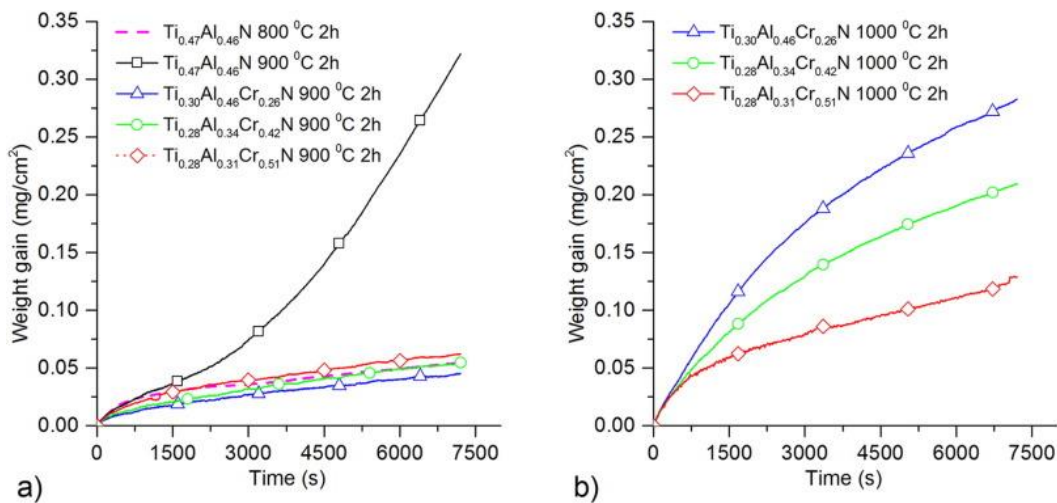 0.35
0.30
0.25
0.20
0.15
0.10
0.05
0.00
Weight gain (mg/cm²)
Ti₀.₄₇Al₀.₄₆N 800 ⁰C 2h
Ti₀.₄₇Al₀.₄₆N 900 ⁰C 2h
Ti₀.₃₀Al₀.₄₆Cr₀.₂₆N 900 ⁰C 2h
Ti₀.₂₈Al₀.₃₄Cr₀.₄₂N 900 ⁰C 2h
Ti₀.₂₈Al₀.₃₁Cr₀.₅₁N 900 ⁰C 2h
0 1500 3000 4500 6000 7500
Time (s)
a)
0.35
0.30
0.25
0.20
0.15
0.10
0.05
0.00
Weight gain (mg/cm²)
Ti₀.₃₀Al₀.₄₆Cr₀.₂₆N 1000 ⁰C 2h
Ti₀.₂₈Al₀.₃₄Cr₀.₄₂N 1000 ⁰C 2h
Ti₀.₂₈Al₀.₃₁Cr₀.₅₁N 1000 ⁰C 2h
0 1500 3000 4500 6000 7500
Time (s)
b)